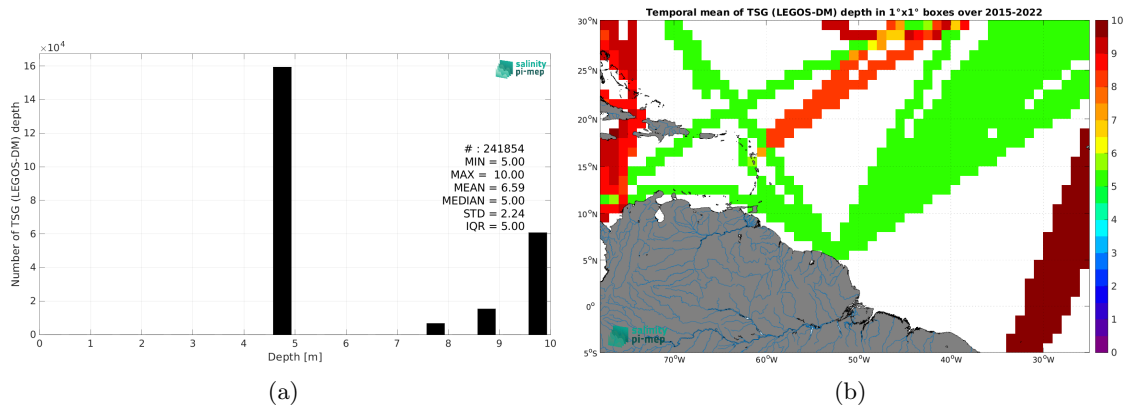 ×10⁴
16
14
12
10
8
6
4
2
0
Number of TSG (LEGOS-DM) depth
salinity
pi-mep
# : 241854
MIN = 5.00
MAX = 10.00
MEAN = 6.59
MEDIAN = 5.00
STD = 2.24
IQR = 5.00
0 1 2 3 4 5 6 7 8 9 10
Depth [m]
(a)
Temporal mean of TSG (LEGOS-DM) depth in 1°x1° boxes over 2015-2022
30°N
25°N
20°N
15°N
10°N
5°N
0°
5°S
70°W 60°W 50°W 40°W 30°W
salinity
pi-mep
10
9
8
7
6
5
4
3
2
1
0
(b)